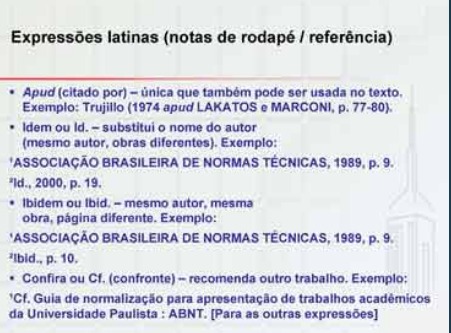 Expressões latinas (notas de rodapé / referência)
• Apud (citado por) – única que também pode ser usada no texto.
Exemplo: Trujillo (1974 apud LAKATOS e MARCONI, p. 77-80).
• Idem ou Id. – substitui o nome do autor
(mesmo autor, obras diferentes). Exemplo:
¹ASSOCIAÇÃO BRASILEIRA DE NORMAS TÉCNICAS, 1989, p. 9.
²Id., 2000, p. 19.
• Ibidem ou Ibid. – mesmo autor, mesma
obra, página diferente. Exemplo:
¹ASSOCIAÇÃO BRASILEIRA DE NORMAS TÉCNICAS, 1989, p. 9.
²Ibid., p. 10.
• Confira ou Cf. (confronte) – recomenda outro trabalho. Exemplo:
¹Cf. Guia de normalização para apresentação de trabalhos acadêmicos
da Universidade Paulista : ABNT. [Para as outras expressões]